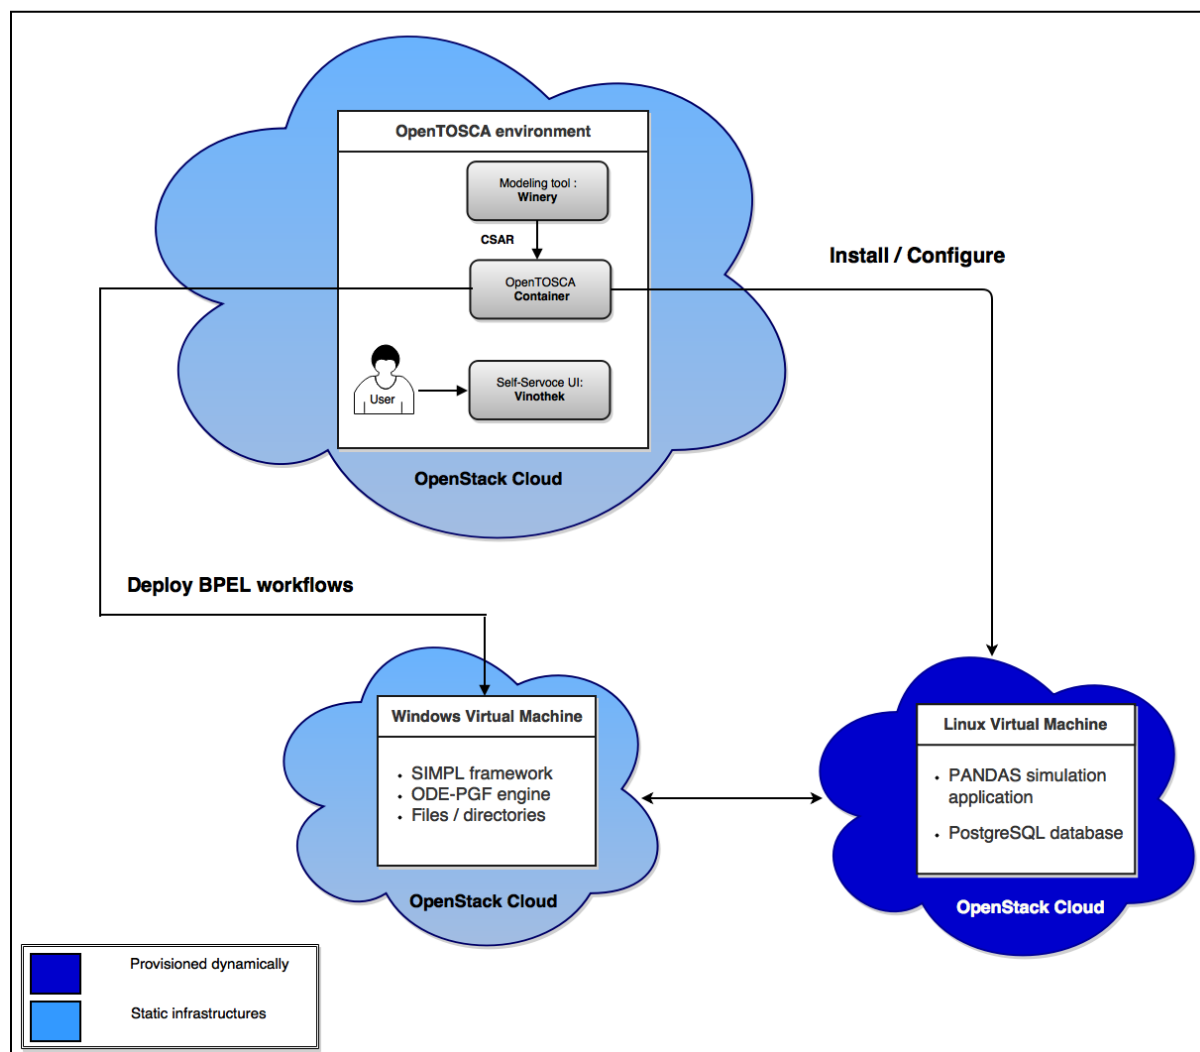 OpenTOSCA environment
Modeling tool :
Winery
CSAR
OpenTOSCA
Container
Install / Configure
User
Self-Servoce UI:
Vinothek
OpenStack Cloud
Deploy BPEL workflows
Windows Virtual Machine
• SIMPL framework
• ODE-PGF engine
• Files / directories
OpenStack Cloud
Linux Virtual Machine
• PANDAS simulation
application
• PostgreSQL database
OpenStack Cloud
Provisioned dynamically
Static infrastructures